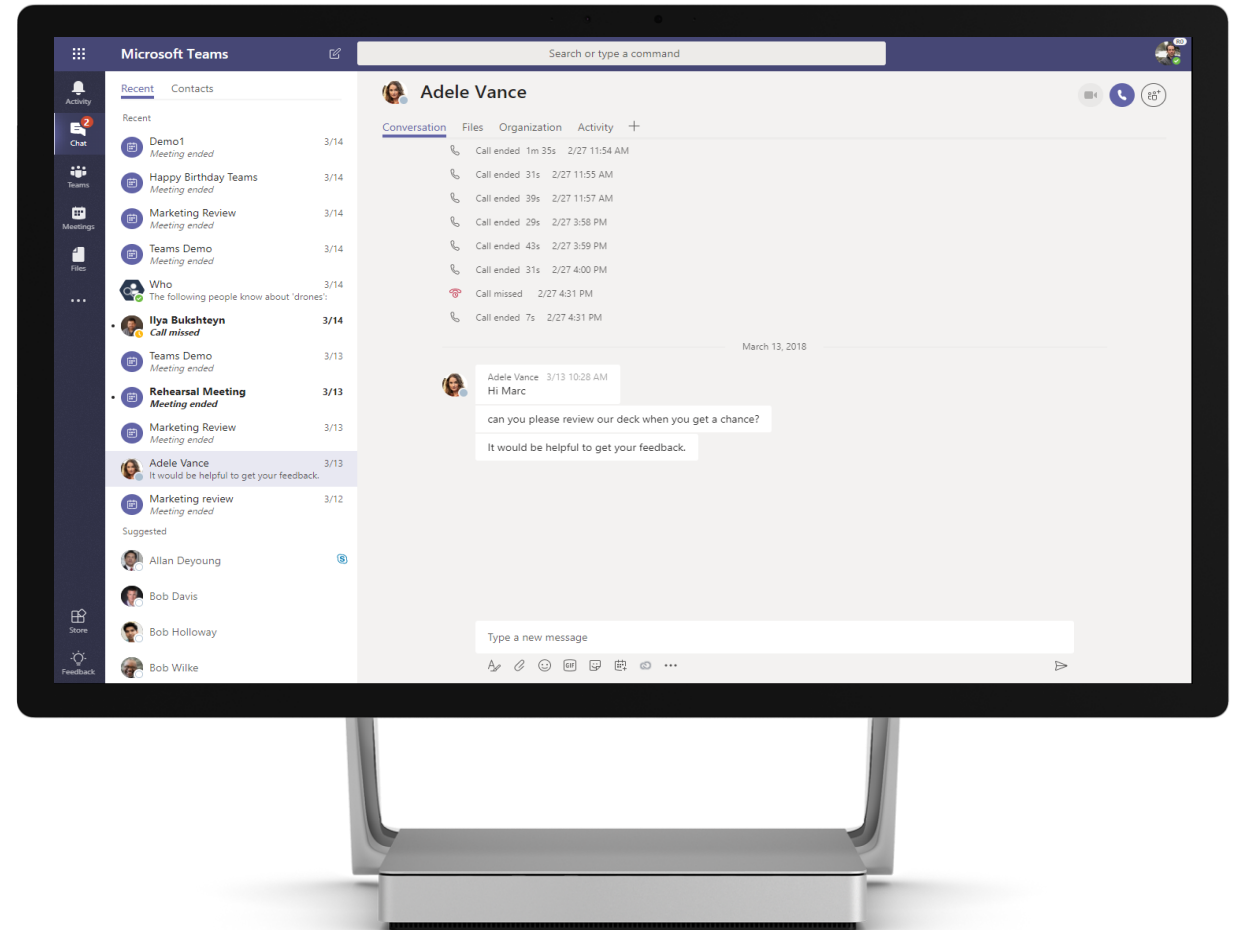 Microsoft Teams
Search or type a command
RO
Activity
2
Chat
Teams
Meetings
Files
Store
Feedback
Recent Contacts
Recent
Demo1 3/14
Meeting ended
Happy Birthday Teams 3/14
Meeting ended
Marketing Review 3/14
Meeting ended
Teams Demo 3/14
Meeting ended
Who 3/14
The following people know about 'drones':
Ilya Bukshteyn 3/14
Call missed
Teams Demo 3/13
Meeting ended
Rehearsal Meeting 3/13
Meeting ended
Marketing Review 3/13
Meeting ended
Adele Vance 3/13
It would be helpful to get your feedback.
Marketing review 3/12
Meeting ended
Suggested
Allan Deyoung
Bob Davis
Bob Holloway
Bob Wilke
Adele Vance
Conversation Files Organization Activity
Call ended 1m 35s 2/27 11:54 AM
Call ended 31s 2/27 11:55 AM
Call ended 39s 2/27 11:57 AM
Call ended 29s 2/27 3:58 PM
Call ended 43s 2/27 3:59 PM
Call ended 31s 2/27 4:00 PM
Call missed 2/27 4:31 PM
Call ended 7s 2/27 4:31 PM
March 13, 2018
Adele Vance 3/13 10:28 AM
Hi Marc
can you please review our deck when you get a chance?
It would be helpful to get your feedback.
Type a new message
GIF